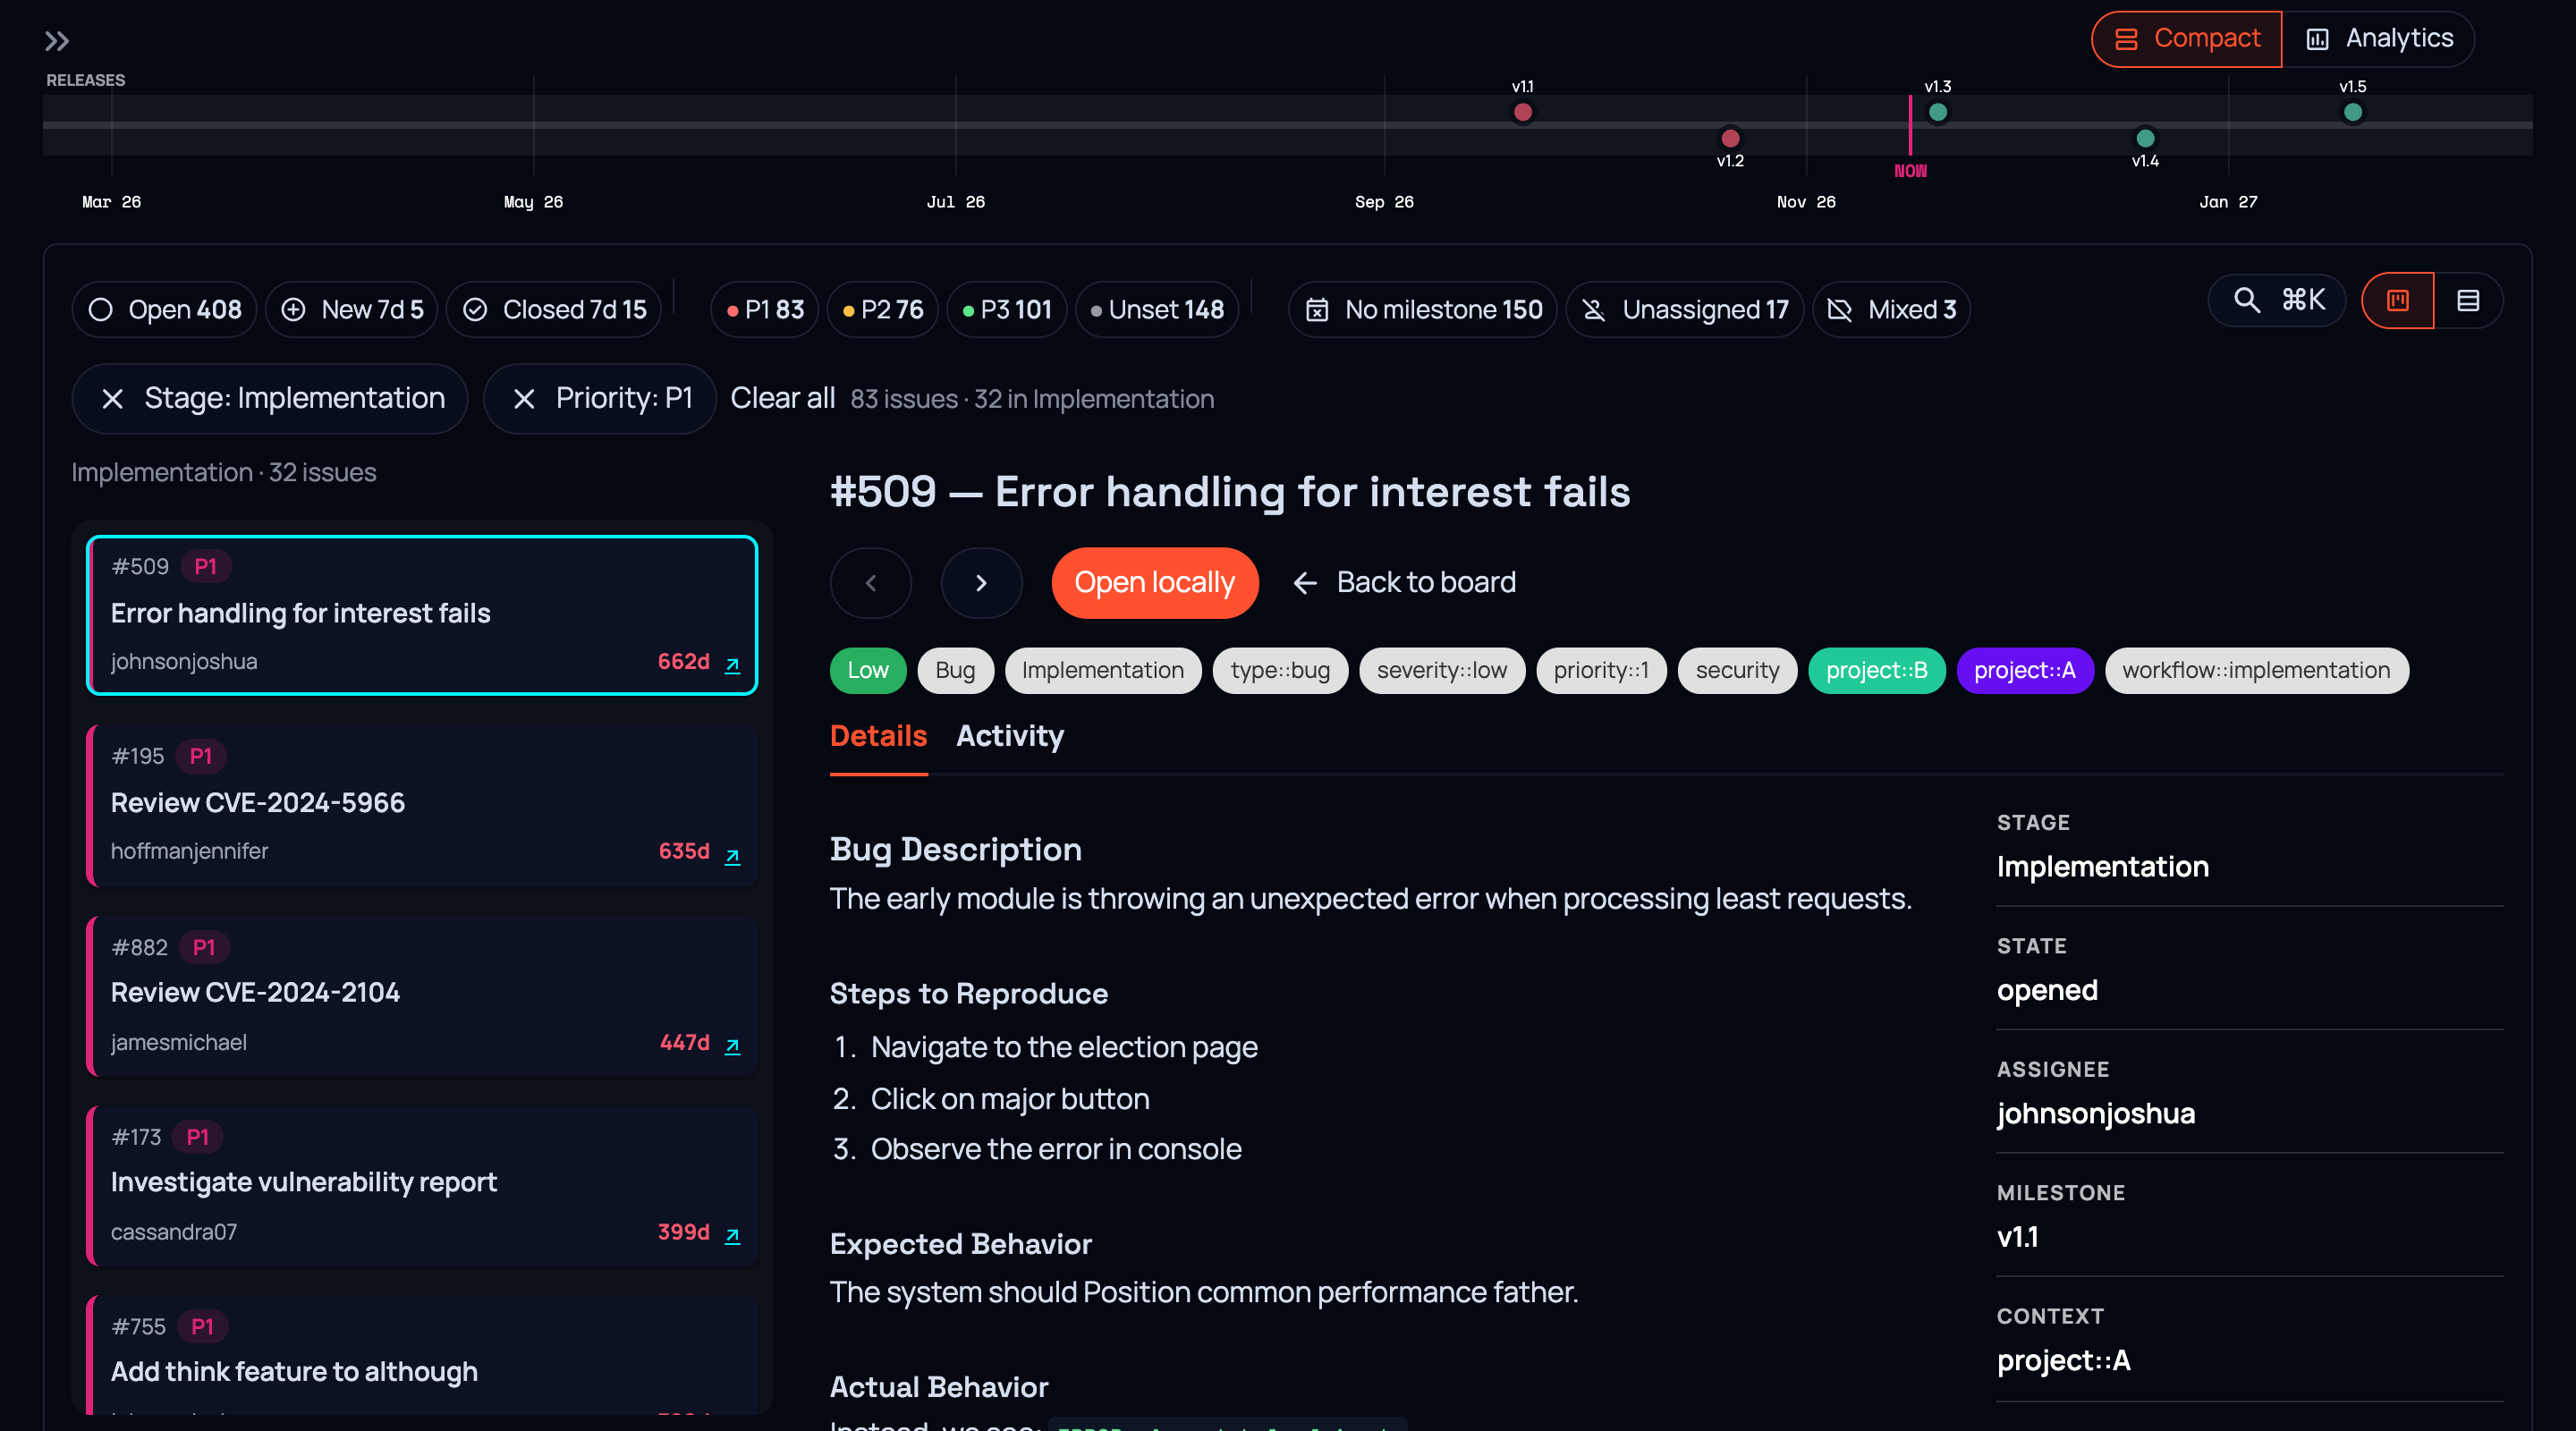 Compact
Analytics
RELEASES
v1.1
v1.3
v1.5
v1.2
v1.4
NOW
Mar 26
May 26
Jul 26
Sep 26
Nov 26
Jan 27
Open 408
New 7d 5
Closed 7d 15
P1 83
P2 76
P3 101
Unset 148
No milestone 150
Unassigned 17
Mixed 3
⌘K
Stage: Implementation
Priority: P1
Clear all
83 issues · 32 in Implementation
Implementation · 32 issues
#509 P1
Error handling for interest fails
johnsonjoshua
662d
#195 P1
Review CVE-2024-5966
hoffmanjennifer
635d
#882 P1
Review CVE-2024-2104
jamesmichael
447d
#173 P1
Investigate vulnerability report
cassandra07
399d
#755 P1
Add think feature to although
#509 — Error handling for interest fails
Open locally
Back to board
Low
Bug
Implementation
type::bug
severity::low
priority::1
security
project::B
project::A
workflow::implementation
Details
Activity
Bug Description
The early module is throwing an unexpected error when processing least requests.
Steps to Reproduce
1. Navigate to the election page
2. Click on major button
3. Observe the error in console
Expected Behavior
The system should Position common performance father.
Actual Behavior
STAGE
Implementation
STATE
opened
ASSIGNEE
johnsonjoshua
MILESTONE
v1.1
CONTEXT
project::A